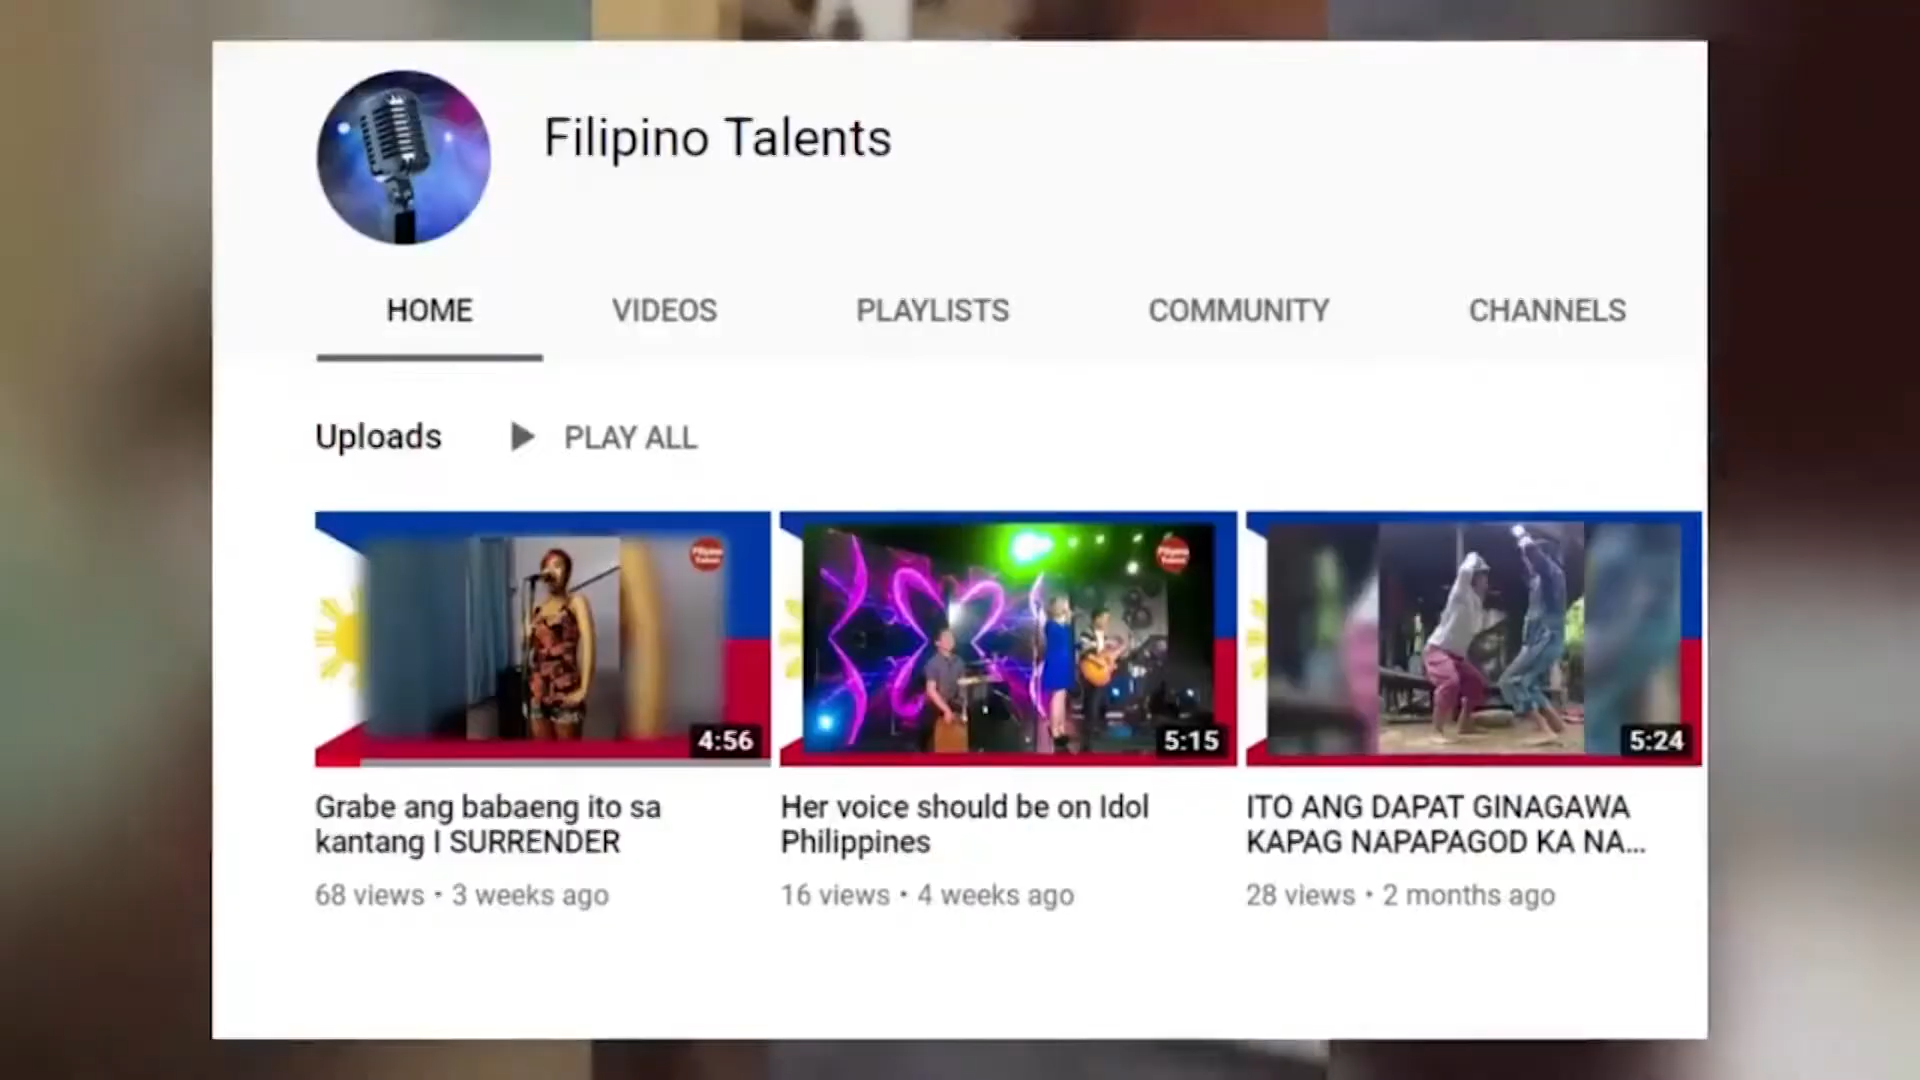 Filipino Talents
HOME VIDEOS PLAYLISTS COMMUNITY CHANNELS
Uploads PLAY ALL
4:56 5:15 5:24
Grabe ang babaeng ito sa
kantang I SURRENDER
68 views • 3 weeks ago
Her voice should be on Idol
Philippines
16 views • 4 weeks ago
ITO ANG DAPAT GINAGAWA
KAPAG NAPAPAGOD KA NA...
28 views • 2 months ago